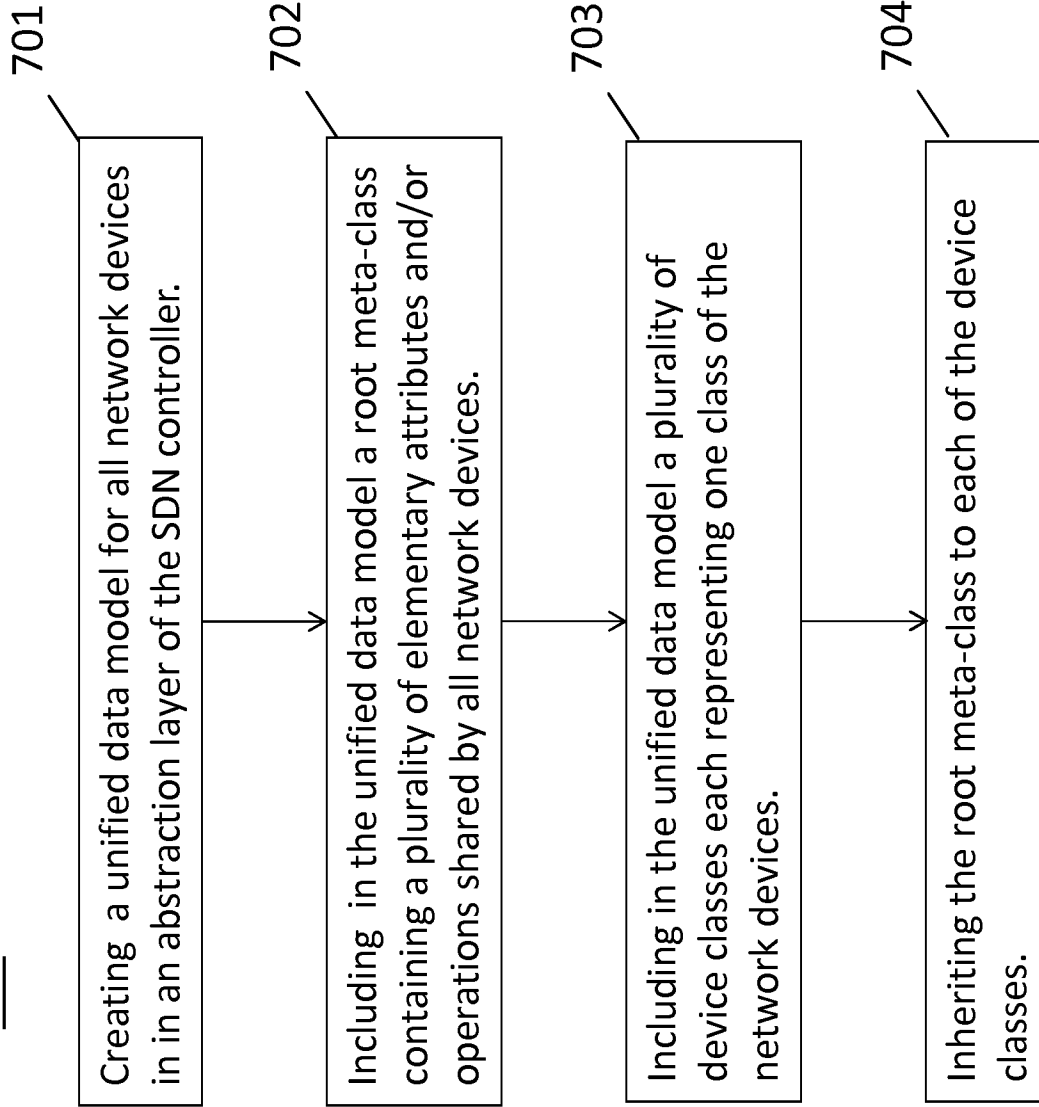 701
Creating a unified data model for all network devices
in in an abstraction layer of the SDN controller.
702
Including in the unified data model a root meta-class
containing a plurality of elementary attributes and/or
operations shared by all network devices.
703
Including in the unified data model a plurality of
device classes each representing one class of the
network devices.
704
Inheriting the root meta-class to each of the device
classes.